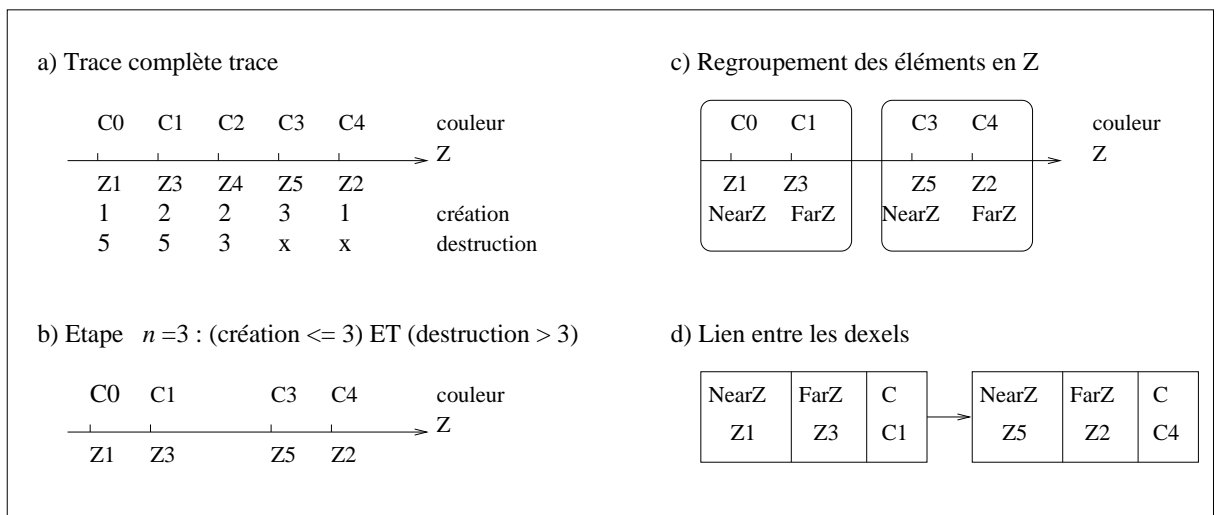 a) Trace complète trace
C0 C1 C2 C3 C4 couleur
Z
Z1 Z3 Z4 Z5 Z2
1 2 2 3 1 création
5 5 3 x x destruction
b) Etape n =3 : (création <= 3) ET (destruction > 3)
C0 C1 C3 C4 couleur
Z
Z1 Z3 Z5 Z2
c) Regroupement des éléments en Z
C0 C1 C3 C4 couleur
Z
Z1 Z3 Z5 Z2
NearZ FarZ NearZ FarZ
d) Lien entre les dexels
NearZ FarZ C NearZ FarZ C
Z1 Z3 C1 Z5 Z2 C4